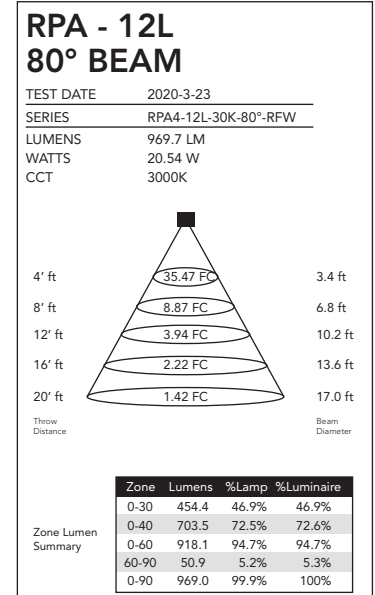 RPA - 12L
80° BEAM
TEST DATE 2020-3-23
SERIES RPA4-12L-30K-80°-RFW
LUMENS 969.7 LM
WATTS 20.54 W
CCT 3000K
4’ ft 35.47 FC 3.4 ft
8’ ft 8.87 FC 6.8 ft
12’ ft 3.94 FC 10.2 ft
16’ ft 2.22 FC 13.6 ft
20’ ft 1.42 FC 17.0 ft
Throw Distance
Beam Diameter
Zone Lumen Summary
Zone Lumens %Lamp %Luminaire
0-30 454.4 46.9% 46.9%
0-40 703.5 72.5% 72.6%
0-60 918.1 94.7% 94.7%
60-90 50.9 5.2% 5.3%
0-90 969.0 99.9% 100%